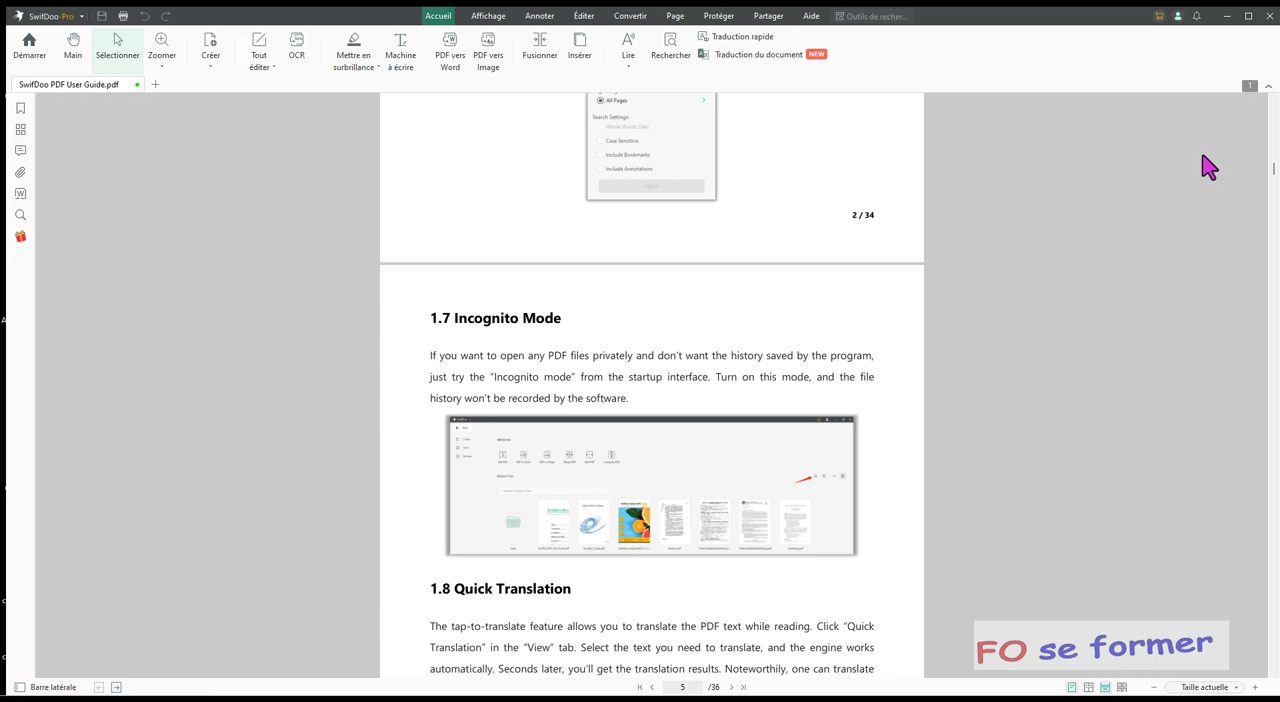 SwifDoo-Pro
Accueil Affichage Annoter Éditer Convertir Page Protéger Partager Aide Outils de recher...
Démarrer Main Sélectionner Zoomer Créer Tout éditer OCR Mettre en surbrillance Machine à écrire PDF vers Word PDF vers Image Fusionner Insérer Lire Rechercher
Traduction rapide
Traduction du document NEW
SwifDoo PDF User Guide.pdf
1
All Pages
Search Settings:
Whole Words Only
Case Sensitive
Include Bookmarks
Include Annotations
Search
2 / 34
1.7 Incognito Mode
If you want to open any PDF files privately and don't want the history saved by the program,
just try the “Incognito mode” from the startup interface. Turn on this mode, and the file
history won't be recorded by the software.
1.8 Quick Translation
The tap-to-translate feature allows you to translate the PDF text while reading. Click “Quick
Translation” in the “View” tab. Select the text you need to translate, and the engine works
automatically. Seconds later, you'll get the translation results. Noteworthily, one can translate
FO se former
Barre latérale 5 /36 Taille actuelle